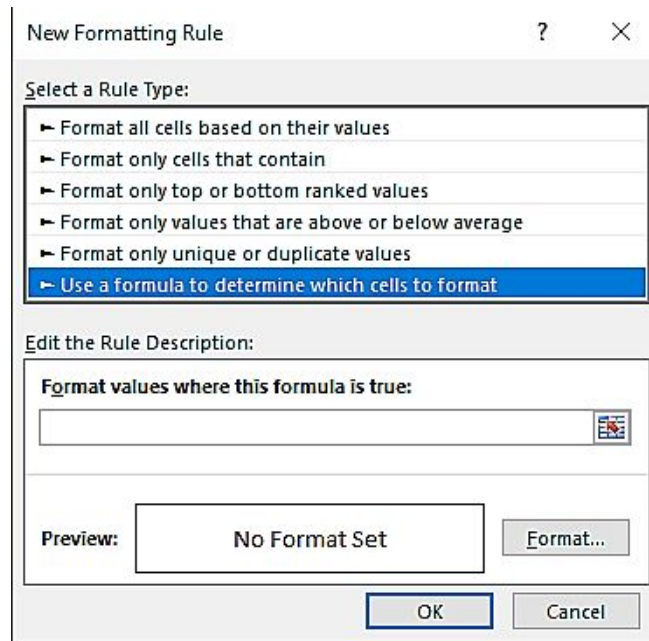 New Formatting Rule ? ×
Select a Rule Type:
► Format all cells based on their values
► Format only cells that contain
► Format only top or bottom ranked values
► Format only values that are above or below average
► Format only unique or duplicate values
► Use a formula to determine which cells to format
Edit the Rule Description:
Format values where this formula is true:
Preview: No Format Set Format...
OK Cancel